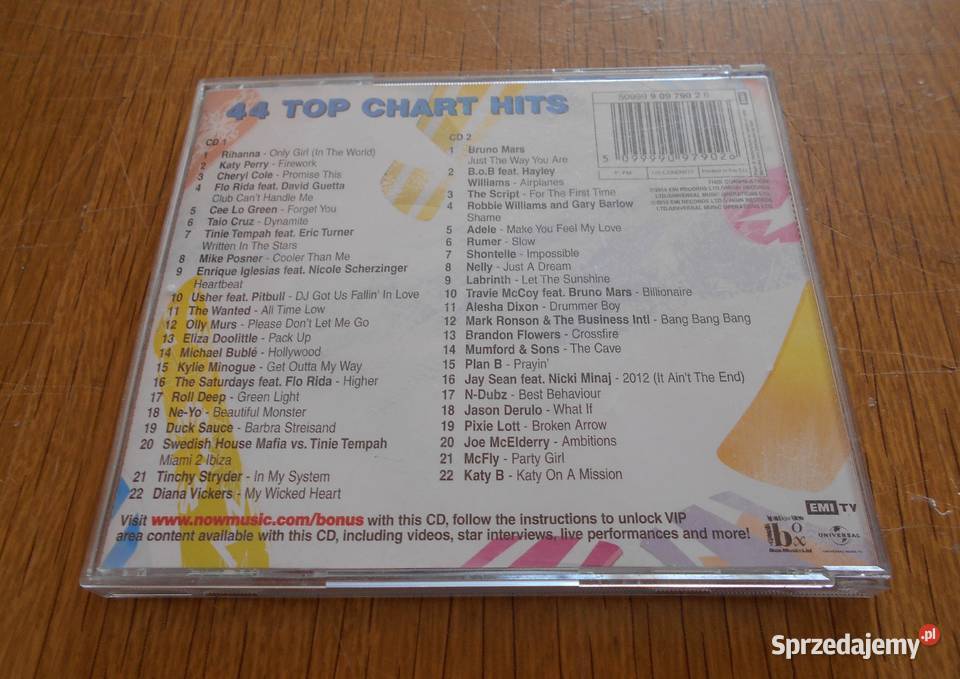 44 TOP CHART HITS
CD 1
1 Rihanna - Only Girl (In The World)
2 Katy Perry - Firework
3 Cheryl Cole - Promise This
4 Flo Rida feat. David Guetta
Club Can't Handle Me
5 Cee Lo Green - Forget You
6 Taio Cruz - Dynamite
7 Tinie Tempah feat. Eric Turner
Written In The Stars
8 Mike Posner - Cooler Than Me
9 Enrique Iglesias feat. Nicole Scherzinger
Heartbeat
10 Usher feat. Pitbull - DJ Got Us Fallin' In Love
11 The Wanted - All Time Low
12 Olly Murs - Please Don't Let Me Go
13 Eliza Doolittle - Pack Up
14 Michael Bublé - Hollywood
15 Kylie Minogue - Get Outta My Way
16 The Saturdays feat. Flo Rida - Higher
17 Roll Deep - Green Light
18 Ne-Yo - Beautiful Monster
19 Duck Sauce - Barbra Streisand
20 Swedish House Mafia vs. Tinie Tempah
Miami 2 Ibiza
21 Tinchy Stryder - In My System
22 Diana Vickers - My Wicked Heart
CD 2
1 Bruno Mars
Just The Way You Are
2 B.o.B feat. Hayley
Williams - Airplanes
3 The Script - For The First Time
4 Robbie Williams and Gary Barlow
Shame
5 Adele - Make You Feel My Love
6 Rumer - Slow
7 Shontelle - Impossible
8 Nelly - Just A Dream
9 Labrinth - Let The Sunshine
10 Travie McCoy feat. Bruno Mars - Billionaire
11 Alesha Dixon - Drummer Boy
12 Mark Ronson & The Business Intl - Bang Bang Bang
13 Brandon Flowers - Crossfire
14 Mumford & Sons - The Cave
15 Plan B - Prayin'
16 Jay Sean feat. Nicki Minaj - 2012 (It Ain't The End)
17 N-Dubz - Best Behaviour
18 Jason Derulo - What If
19 Pixie Lott - Broken Arrow
20 Joe McElderry - Ambitions
21 McFly - Party Girl
22 Katy B - Katy On A Mission
50999 9 09790 2 6
5 099990 979026
THIS COMPILATION
Visit www.nowmusic.com/bonus with this CD, follow the instructions to unlock VIP
area content available with this CD, including videos, star interviews, live performances and more!
EMI TV
box
UNIVERSAL
Sprzedajemy.pl